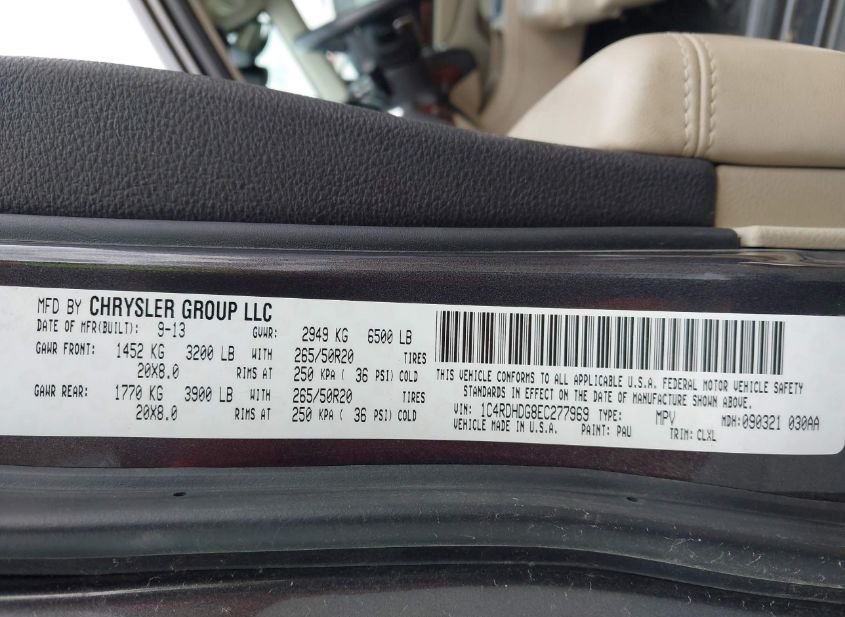 MFD BY CHRYSLER GROUP LLC
DATE OF MFR(BUILT): 9-13 GVWR: 2949 KG 6500 LB
GAWR FRONT: 1452 KG 3200 LB WITH 265/50R20 TIRES
20X8.0 RIMS AT 250 KPA ( 36 PSI) COLD
GAWR REAR: 1770 KG 3900 LB WITH 265/50R20 TIRES
20X8.0 RIMS AT 250 KPA ( 36 PSI) COLD
THIS VEHICLE CONFORMS TO ALL APPLICABLE U.S.A. FEDERAL MOTOR VEHICLE SAFETY
STANDARDS IN EFFECT ON THE DATE OF MANUFACTURE SHOWN ABOVE.
VIN: 1C4RDHDG8EC277969 TYPE: MPV MDH: 090321 030AA
VEHICLE MADE IN U.S.A. PAINT: PAU TRIM: CLXL